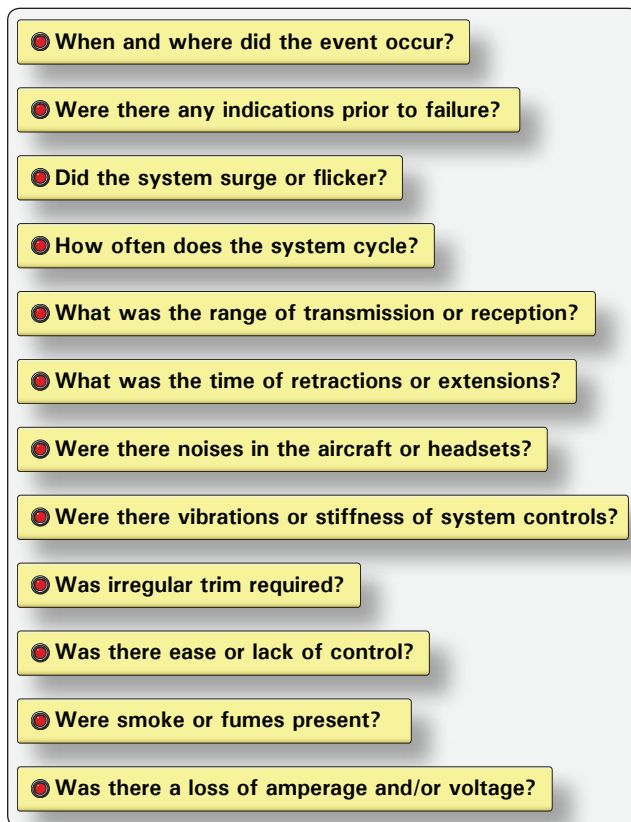 When and where did the event occur?
Were there any indications prior to failure?
Did the system surge or flicker?
How often does the system cycle?
What was the range of transmission or reception?
What was the time of retractions or extensions?
Were there noises in the aircraft or headsets?
Were there vibrations or stiffness of system controls?
Was irregular trim required?
Was there ease or lack of control?
Were smoke or fumes present?
Was there a loss of amperage and/or voltage?